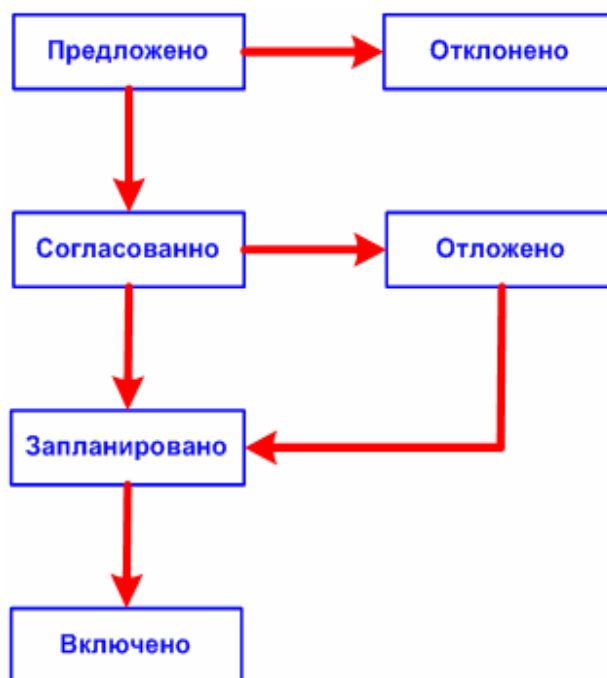 Предложено
Отклонено
Согласованно
Отложено
Запланировано
Включено